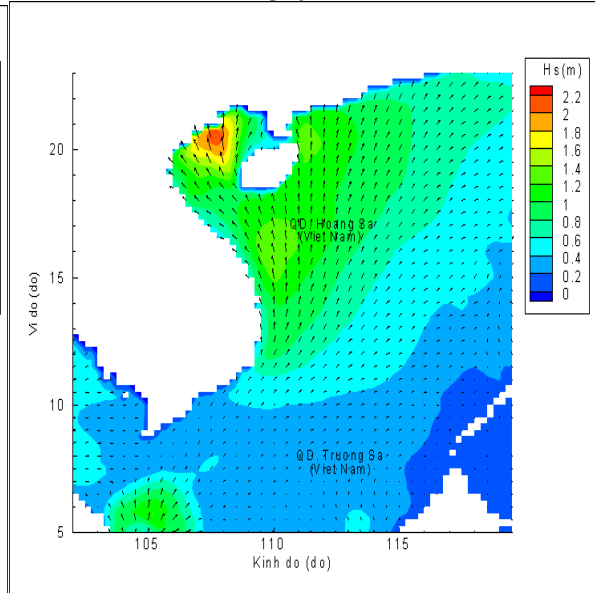 Hs(m)
2.2
2
1.8
1.6
1.4
1.2
1
0.8
0.6
0.4
0.2
0
20
15
10
5
Vi do (do)
QD. Hoang Sa
(Viet Nam)
QD. Truong Sa
(Viet Nam)
105
110
115
Kinh do (do)